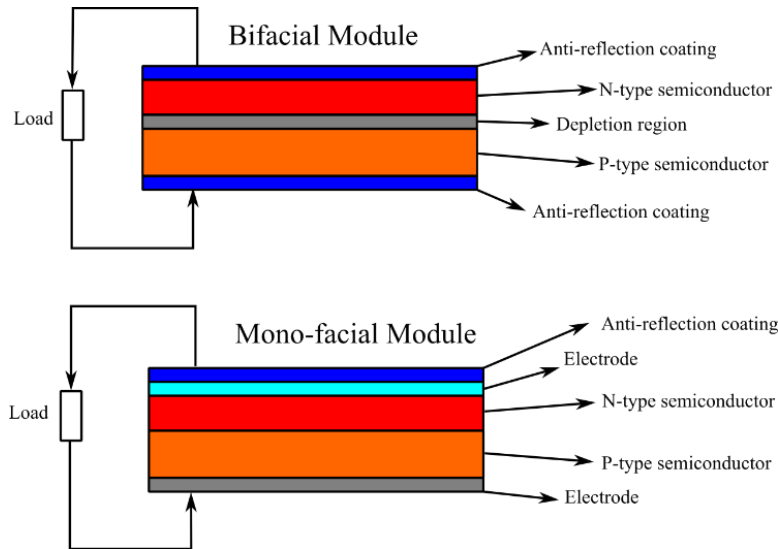 Bifacial Module
Anti-reflection coating
N-type semiconductor
Load
Depletion region
P-type semiconductor
Anti-reflection coating
Mono-facial Module
Anti-reflection coating
Electrode
Load
N-type semiconductor
P-type semiconductor
Electrode